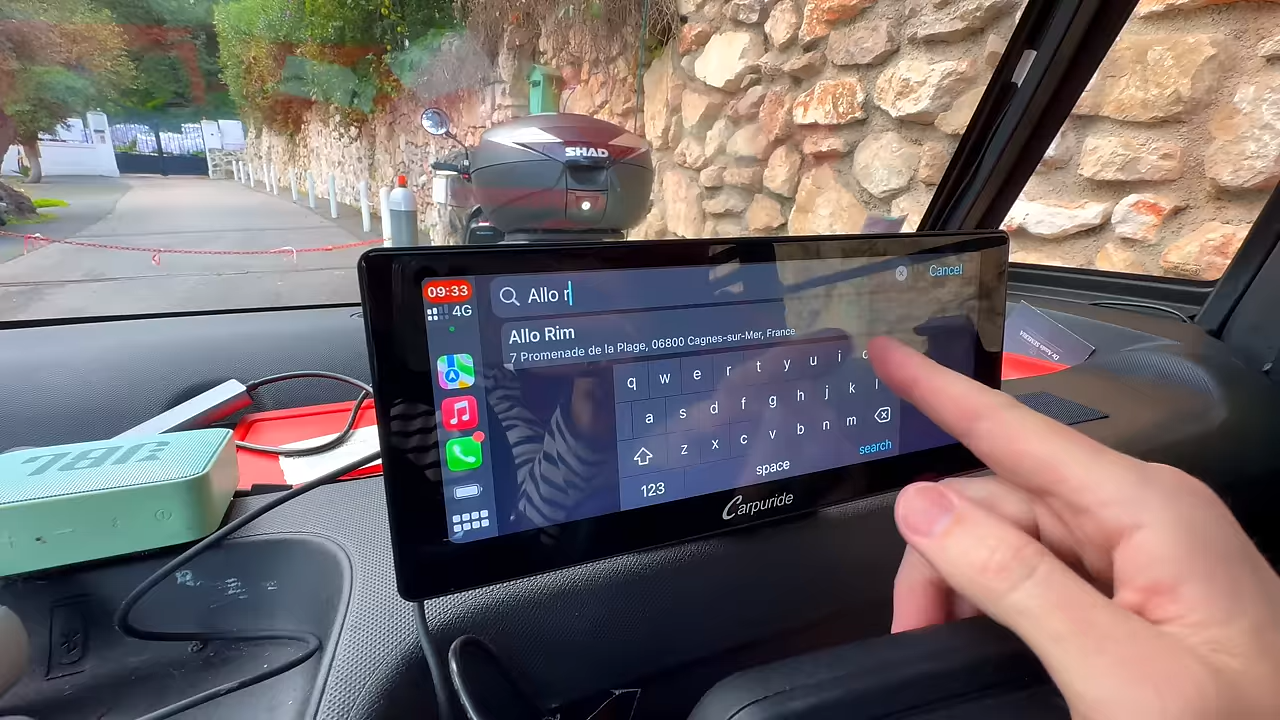 SHAD
09:33
4G
Allo r
Cancel
Allo Rim
7 Promenade de la Plage, 06800 Cagnes-sur-Mer, France
q w e r t y u i
a s d f g h j k l
z x c v b n m
123 space search
Carpuride
JBL